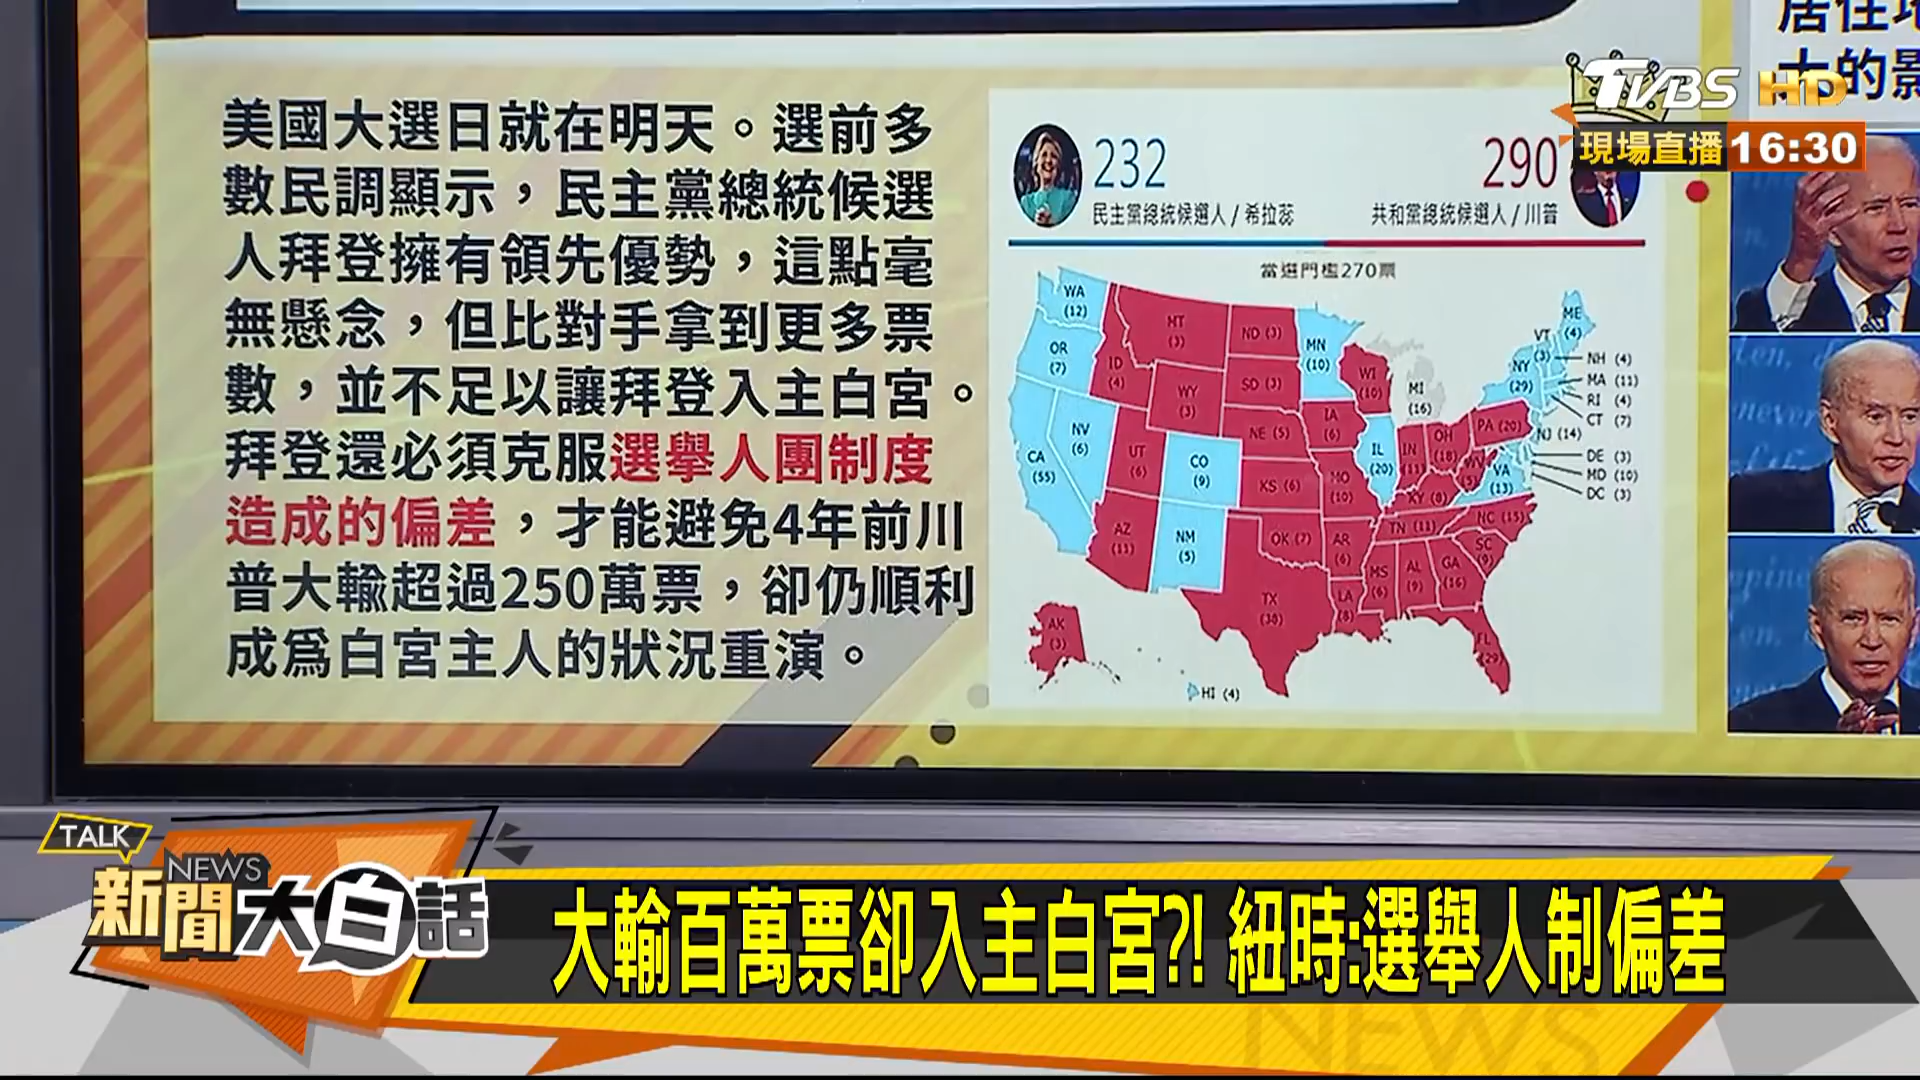 居住地
大的影
TVBS HD
現場直播 16:30
美國大選日就在明天。選前多
數民調顯示，民主黨總統候選
人拜登擁有領先優勢，這點毫
無懸念，但比對手拿到更多票
數，並不足以讓拜登入主白宮。
拜登還必須克服選舉人團制度
造成的偏差，才能避免4年前川
普大輸超過250萬票，卻仍順利
成為白宮主人的狀況重演。
232
民主黨總統候選人/希拉蕊
290
共和黨總統候選人/川普
當選門檻270票
WA (12)
OR (7)
CA (55)
NV (6)
ID (4)
MT (3)
WY (3)
UT (6)
CO (9)
AZ (11)
NM (5)
ND (3)
SD (3)
NE (5)
KS (6)
OK (7)
TX (38)
MN (10)
IA (6)
MO (10)
AR (6)
LA (8)
WI (10)
IL (20)
MI (16)
IN (11)
OH (18)
KY (8)
TN (11)
MS (6)
AL (9)
GA (16)
FL (29)
SC (9)
NC (15)
VA (13)
WV (5)
PA (20)
NY (29)
VT (3)
ME (4)
NH (4)
MA (11)
RI (4)
CT (7)
NJ (14)
DE (3)
MD (10)
DC (3)
AK (3)
HI (4)
TALK
NEWS
新聞大白話
大輸百萬票卻入主白宮?! 紐時:選舉人制偏差
NEWS